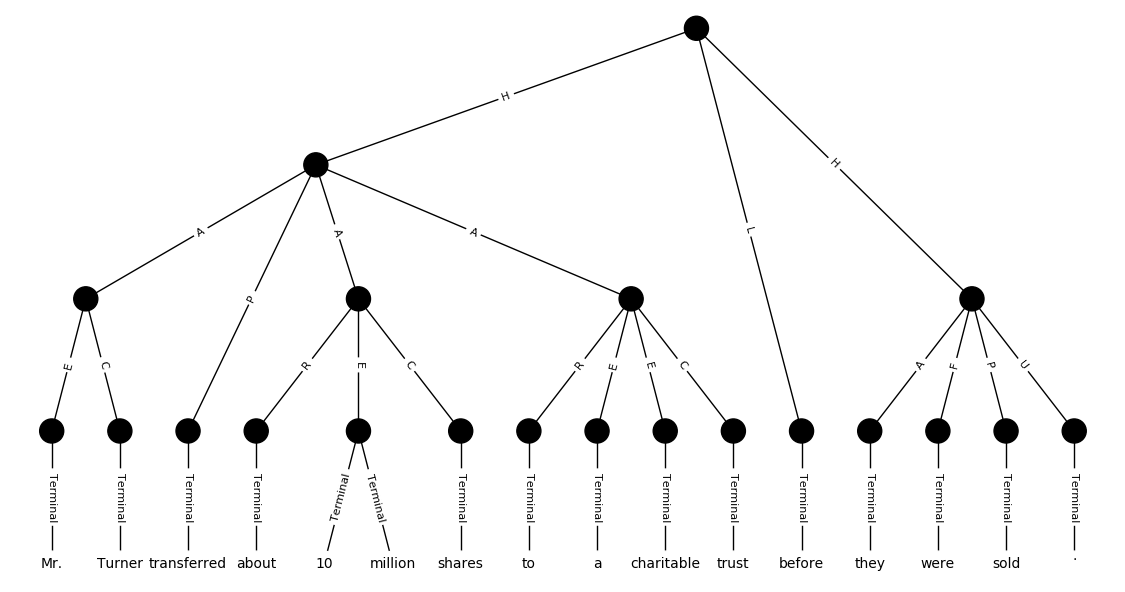 H
H
L
A
A
A
P
E
C
R
E
C
R
E
E
C
A
F
P
U
Terminal Terminal Terminal Terminal Terminal Terminal Terminal Terminal Terminal Terminal Terminal Terminal Terminal Terminal Terminal Terminal
Mr. Turner transferred about 10 million shares to a charitable trust before they were sold .